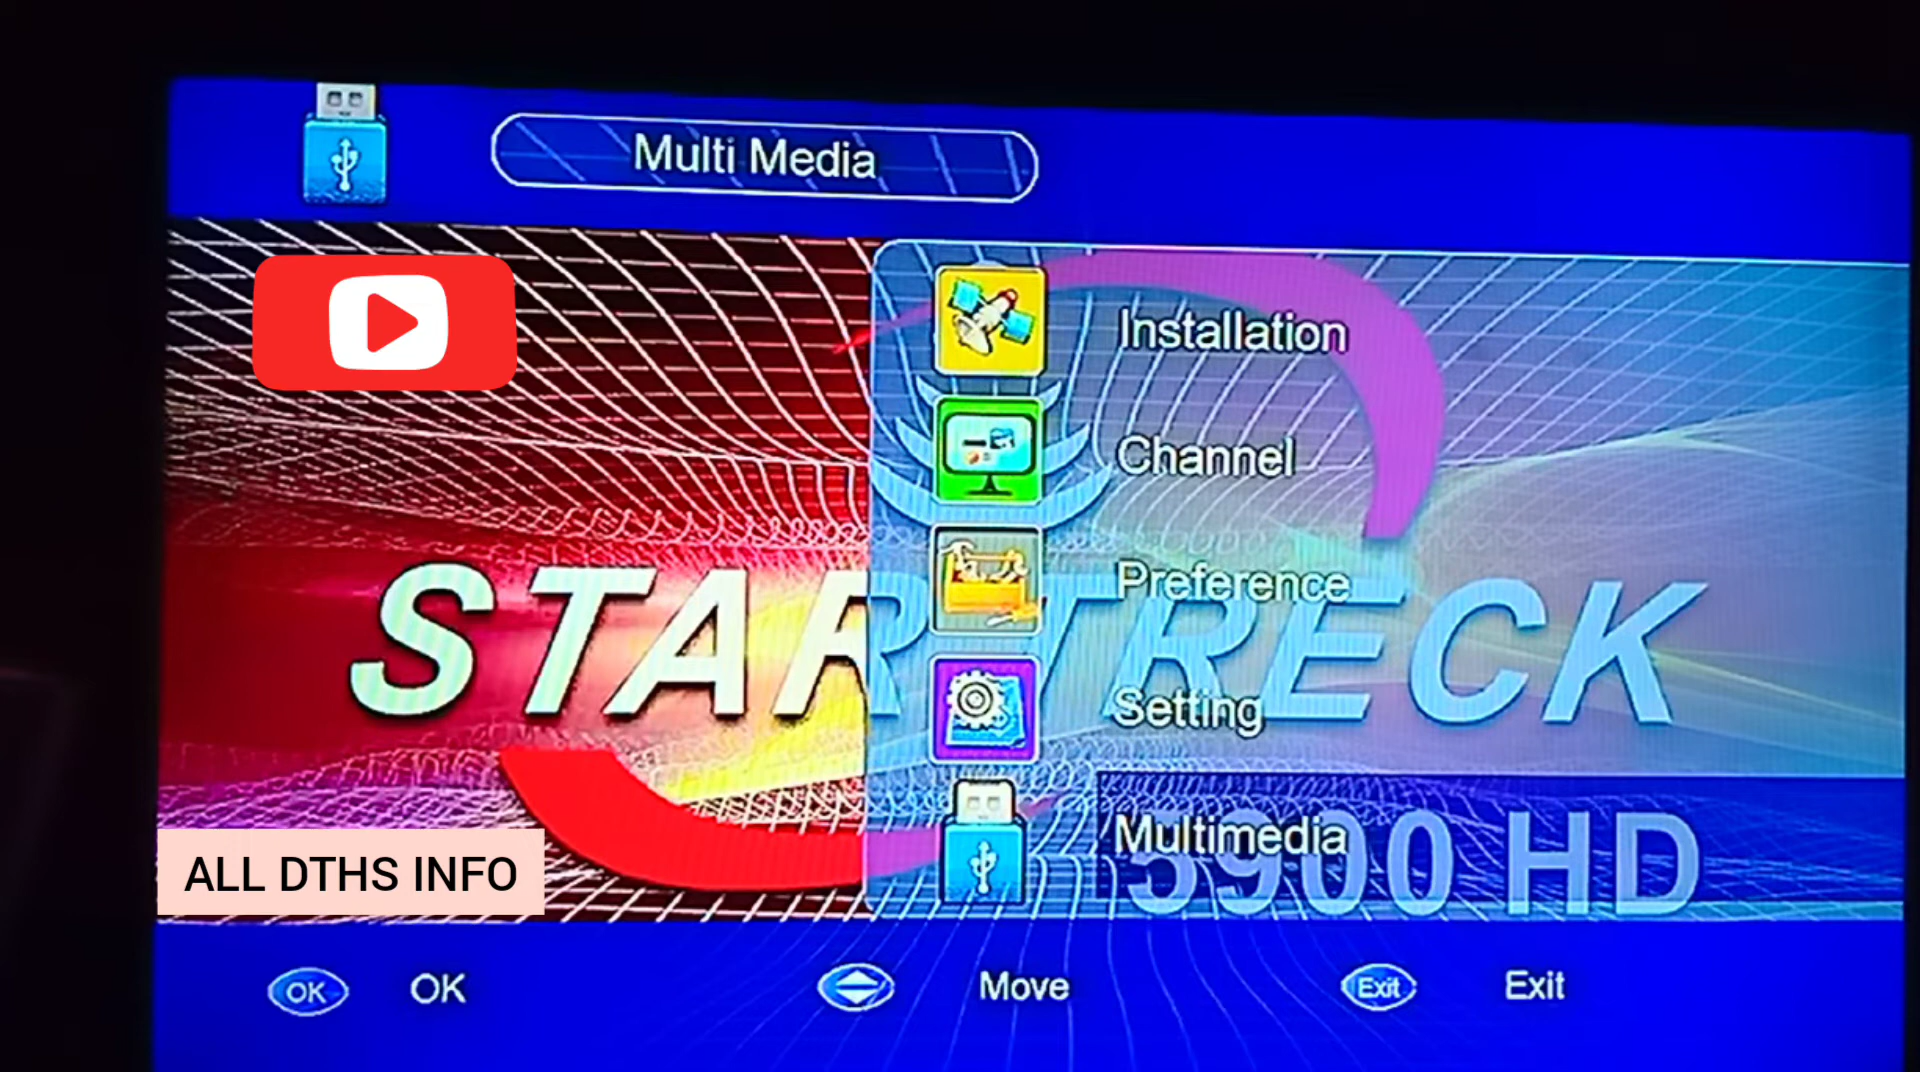 Multi Media
Installation
Channel
Preference
STAR TRECK
Setting
Multimedia
5900 HD
ALL DTHS INFO
OK OK
Move
Exit Exit